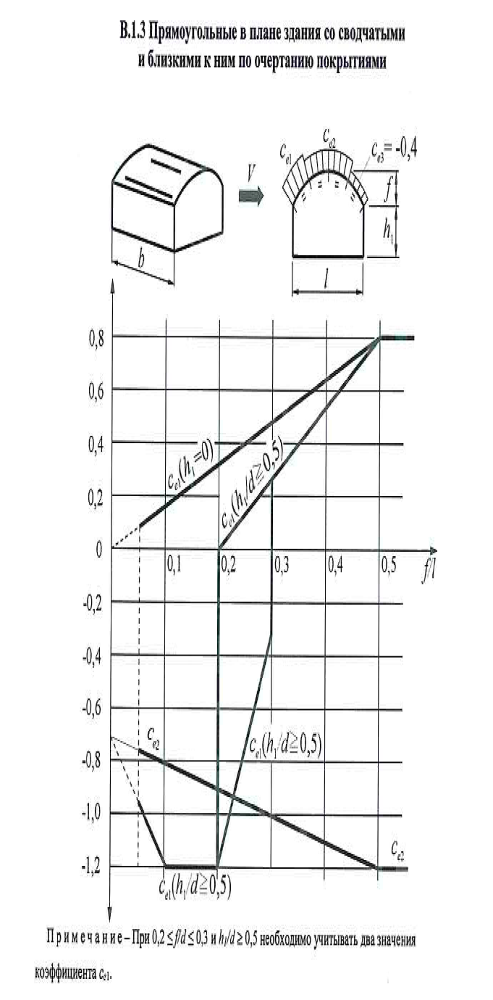 В.1.3 Прямоугольные в плане здания со сводчатыми
и близкими к ним по очертанию покрытиями
c_e1
c_e2
c_e3= -0,4
V
f
h_1
b
l
0,8
0,6
0,4
0,2
0
-0,2
-0,4
-0,6
-0,8
-1,0
-1,2
c_e1(h_1=0)
c_e1(h_1/d≧0,5)
0,1
0,2
0,3
0,4
0,5
f/l
c_e2
c_e1(h_1/d≧0,5)
c_e2
c_e1(h_1/d≧0,5)
Примечание – При 0,2 ≤ f/d ≤ 0,3 и h_1/d ≥ 0,5 необходимо учитывать два значения
коэффициента c_e1.